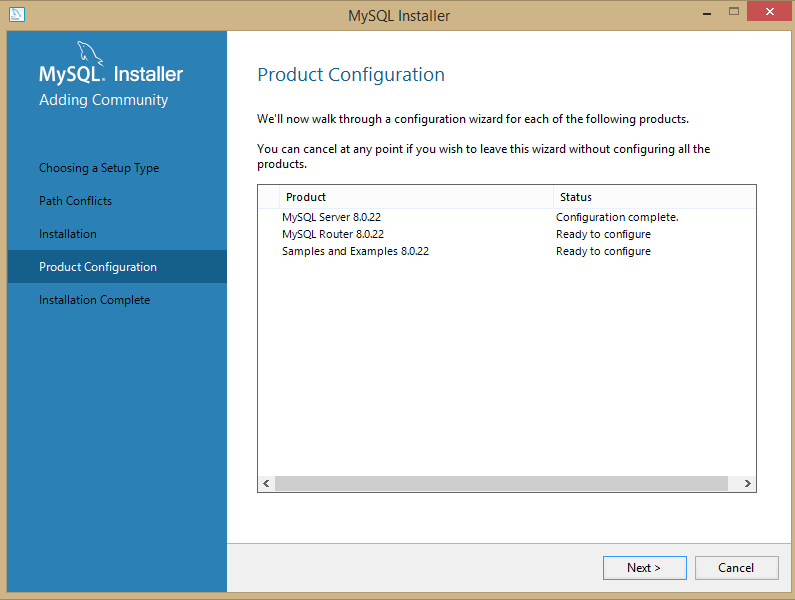 MySQL Installer
MySQL. Installer
Adding Community
Choosing a Setup Type
Path Conflicts
Installation
Product Configuration
Installation Complete
Product Configuration
We'll now walk through a configuration wizard for each of the following products.
You can cancel at any point if you wish to leave this wizard without configuring all the
products.
Product Status
MySQL Server 8.0.22 Configuration complete.
MySQL Router 8.0.22 Ready to configure
Samples and Examples 8.0.22 Ready to configure
Next > Cancel